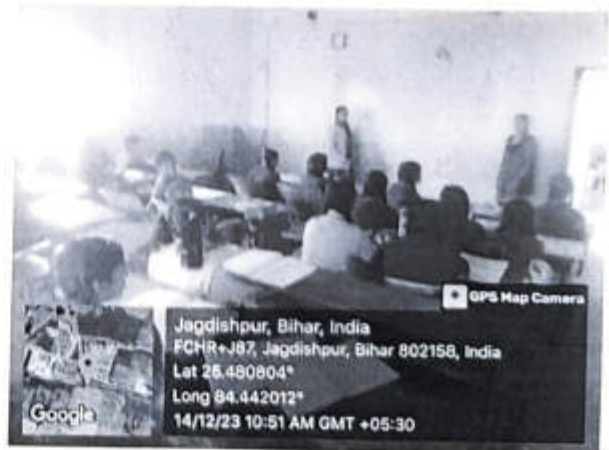 GPS Map Camera
Jagdishpur, Bihar, India
FCHR+J87, Jagdishpur, Bihar 802158, India
Lat 25.480804°
Long 84.442012°
14/12/23 10:51 AM GMT +05:30
Google